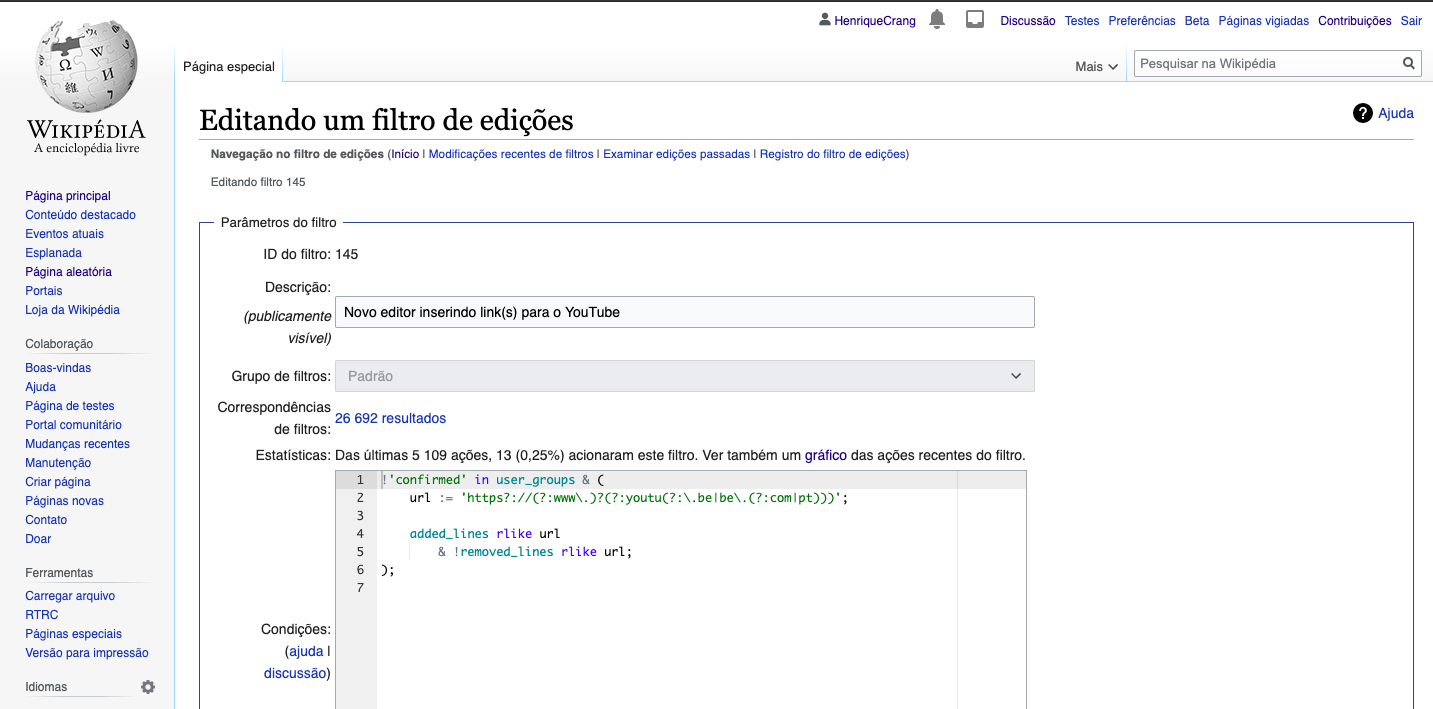 HenriqueCrang Discussão Testes Preferências Beta Páginas vigiadas Contribuições Sair
Página especial
Mais
Pesquisar na Wikipédia
WIKIPÉDIA
A enciclopédia livre
Página principal
Conteúdo destacado
Eventos atuais
Esplanada
Página aleatória
Portais
Loja da Wikipédia
Colaboração
Boas-vindas
Ajuda
Página de testes
Portal comunitário
Mudanças recentes
Manutenção
Criar página
Páginas novas
Contato
Doar
Ferramentas
Carregar arquivo
RTRC
Páginas especiais
Versão para impressão
Idiomas
Editando um filtro de edições
Ajuda
Navegação no filtro de edições (Início | Modificações recentes de filtros | Examinar edições passadas | Registro do filtro de edições)
Editando filtro 145
Parâmetros do filtro
ID do filtro: 145
Descrição:
(publicamente
visível)
Novo editor inserindo link(s) para o YouTube
Grupo de filtros: Padrão
Correspondências
de filtros:
26 692 resultados
Estatísticas: Das últimas 5 109 ações, 13 (0,25%) acionaram este filtro. Ver também um gráfico das ações recentes do filtro.
Condições:
(ajuda |
discussão)
1 !'confirmed' in user_groups & (
2 url := 'https?://(?:www\.)?(?:youtu(?:\.be|be\.(?:com|pt)))';
3
4 added_lines rlike url
5 & !removed_lines rlike url;
6 );
7